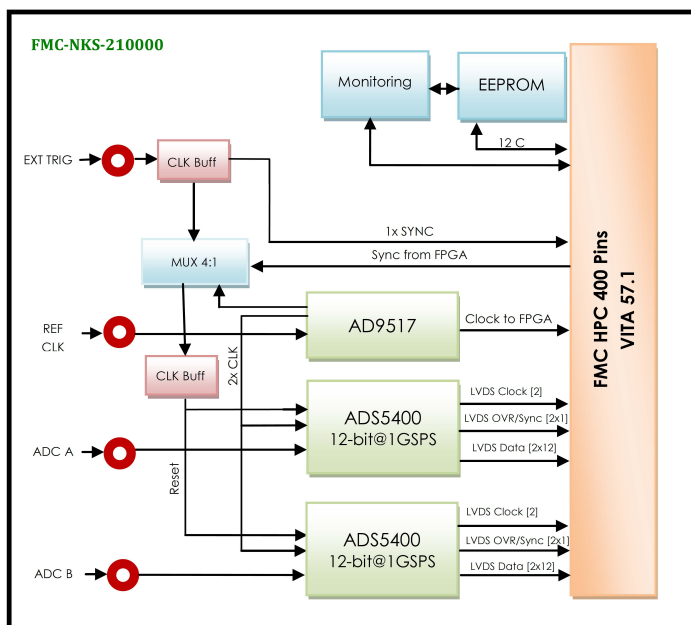 FMC-NKS-210000
Monitoring
EEPROM
12 C
EXT TRIG
CLK Buff
1x SYNC
MUX 4:1
Sync from FPGA
REF
CLK
AD9517
Clock to FPGA
CLK Buff
2x CLK
ADS5400
12-bit@1GSPS
LVDS Clock [2]
LVDS OVR/Sync [2x1]
LVDS Data [2x12]
ADC A
Reset
ADS5400
12-bit@1GSPS
LVDS Clock [2]
LVDS OVR/Sync [2x1]
LVDS Data [2x12]
ADC B
FMC HPC 400 Pins
VITA 57.1